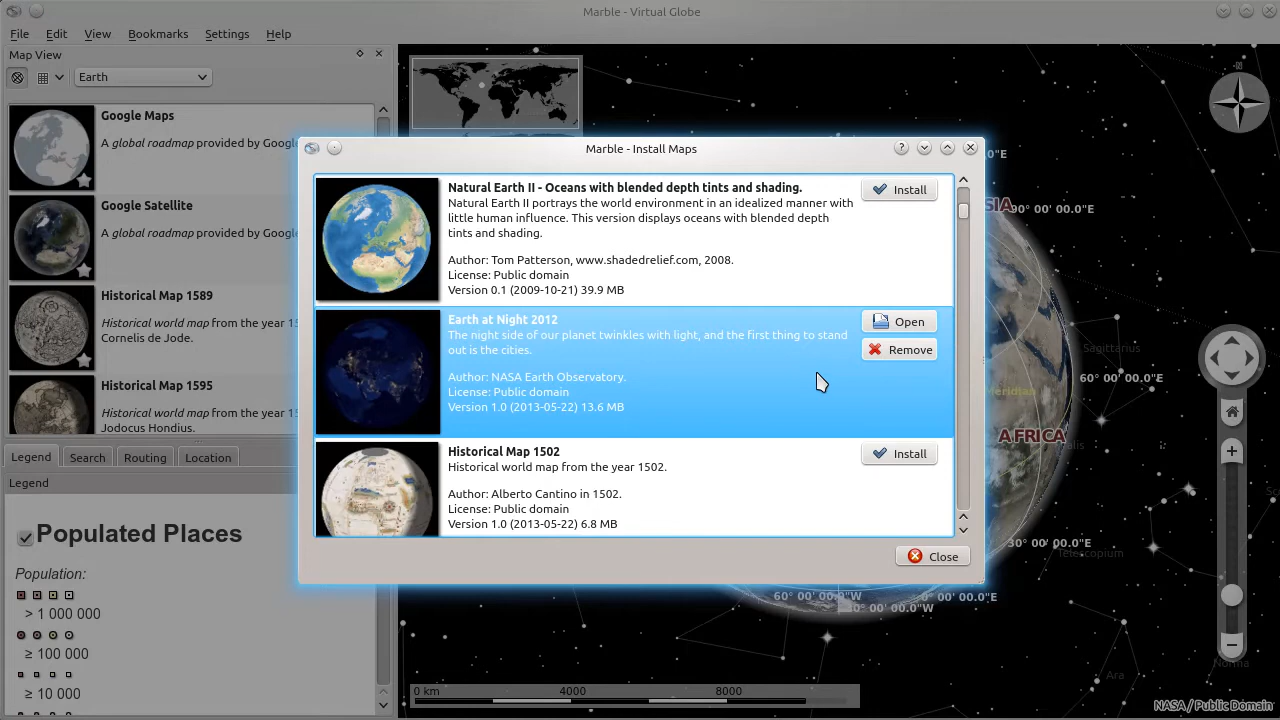 Marble - Virtual Globe
File Edit View Bookmarks Settings Help
Map View
Earth
Google Maps
A global roadmap provided by Google
Google Satellite
A global roadmap provided by Google
Historical Map 1589
Historical world map from the year 15
Cornelis de Jode.
Historical Map 1595
Historical world map from the year 15
Jodocus Hondius.
Legend Search Routing Location
Legend
Populated Places
Population:
> 1 000 000
≥ 100 000
≥ 10 000
Marble - Install Maps
Natural Earth II - Oceans with blended depth tints and shading.
Natural Earth II portrays the world environment in an idealized manner with
little human influence. This version displays oceans with blended depth
tints and shading.
Author: Tom Patterson, www.shadedrelief.com, 2008.
License: Public domain
Version 0.1 (2009-10-21) 39.9 MB
Install
Earth at Night 2012
The night side of our planet twinkles with light, and the first thing to stand
out is the cities.
Author: NASA Earth Observatory.
License: Public domain
Version 1.0 (2013-05-22) 13.6 MB
Open
Remove
Historical Map 1502
Historical world map from the year 1502.
Author: Alberto Cantino in 1502.
License: Public domain
Version 1.0 (2013-05-22) 6.8 MB
Install
Close
N
0"E
SIA
90° 00' 00.0"E
Sagittarius
60° 00' 00.0"E
Meridian
AFRICA
30° 00' 00.0"E
Telescopium
60° 00' 00.0"W
0° 00' 00.0"E
30° 00' 00.0"W
Norma
Ara
0 km 4000 8000
NASA / Public Domain